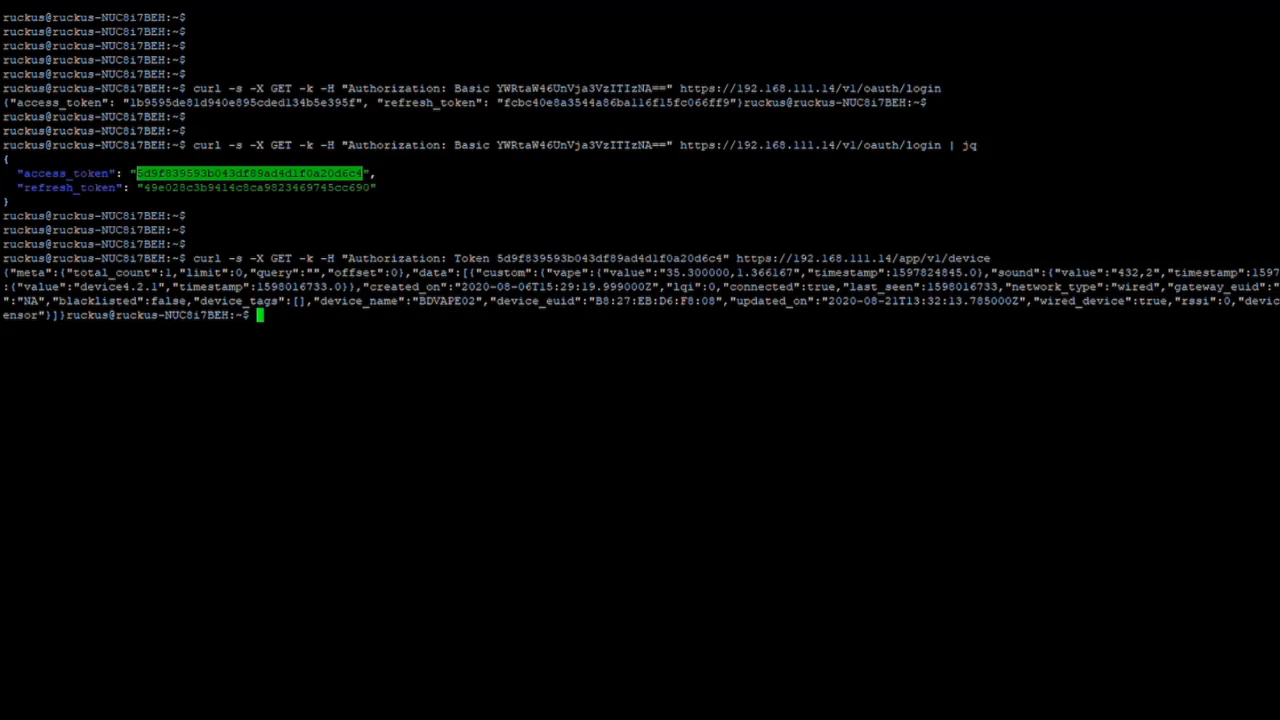 ruckus@ruckus-NUC8i7BEH:~$
ruckus@ruckus-NUC8i7BEH:~$
ruckus@ruckus-NUC8i7BEH:~$
ruckus@ruckus-NUC8i7BEH:~$
ruckus@ruckus-NUC8i7BEH:~$
ruckus@ruckus-NUC8i7BEH:~$ curl -s -X GET -k -H "Authorization: Basic YWRtaW46UnVja3VzITIzNA==" https://192.168.111.14/v1/oauth/login
{"access_token": "1b9595de81d940e895cded134b5e395f", "refresh_token": "fcbc40e8a3544a86ba116f15fc066ff9"}ruckus@ruckus-NUC8i7BEH:~$
ruckus@ruckus-NUC8i7BEH:~$
ruckus@ruckus-NUC8i7BEH:~$
ruckus@ruckus-NUC8i7BEH:~$ curl -s -X GET -k -H "Authorization: Basic YWRtaW46UnVja3VzITIzNA==" https://192.168.111.14/v1/oauth/login | jq
{
"access_token": "5d9f839593b043df89ad4d1f0a20d6c4",
"refresh_token": "49e028c3b9414c8ca9823469745cc690"
}
ruckus@ruckus-NUC8i7BEH:~$
ruckus@ruckus-NUC8i7BEH:~$
ruckus@ruckus-NUC8i7BEH:~$
ruckus@ruckus-NUC8i7BEH:~$ curl -s -X GET -k -H "Authorization: Token 5d9f839593b043df89ad4d1f0a20d6c4" https://192.168.111.14/app/v1/device
{"meta":{"total_count":1,"limit":0,"query":"","offset":0},"data":[{"custom":{"vape":{"value":"35.300000,1.366167","timestamp":1597824845.0},"sound":{"value":"432,2","timestamp":1597
:{"value":"device4.2.1","timestamp":1598016733.0}},"created_on":"2020-08-06T15:29:19.999000Z","lqi":0,"connected":true,"last_seen":1598016733,"network_type":"wired","gateway_euid":"
":"NA","blacklisted":false,"device_tags":[],"device_name":"BDVAPE02","device_euid":"B8:27:EB:D6:F8:08","updated_on":"2020-08-21T13:32:13.785000Z","wired_device":true,"rssi":0,"devic
ensor"}]}ruckus@ruckus-NUC8i7BEH:~$